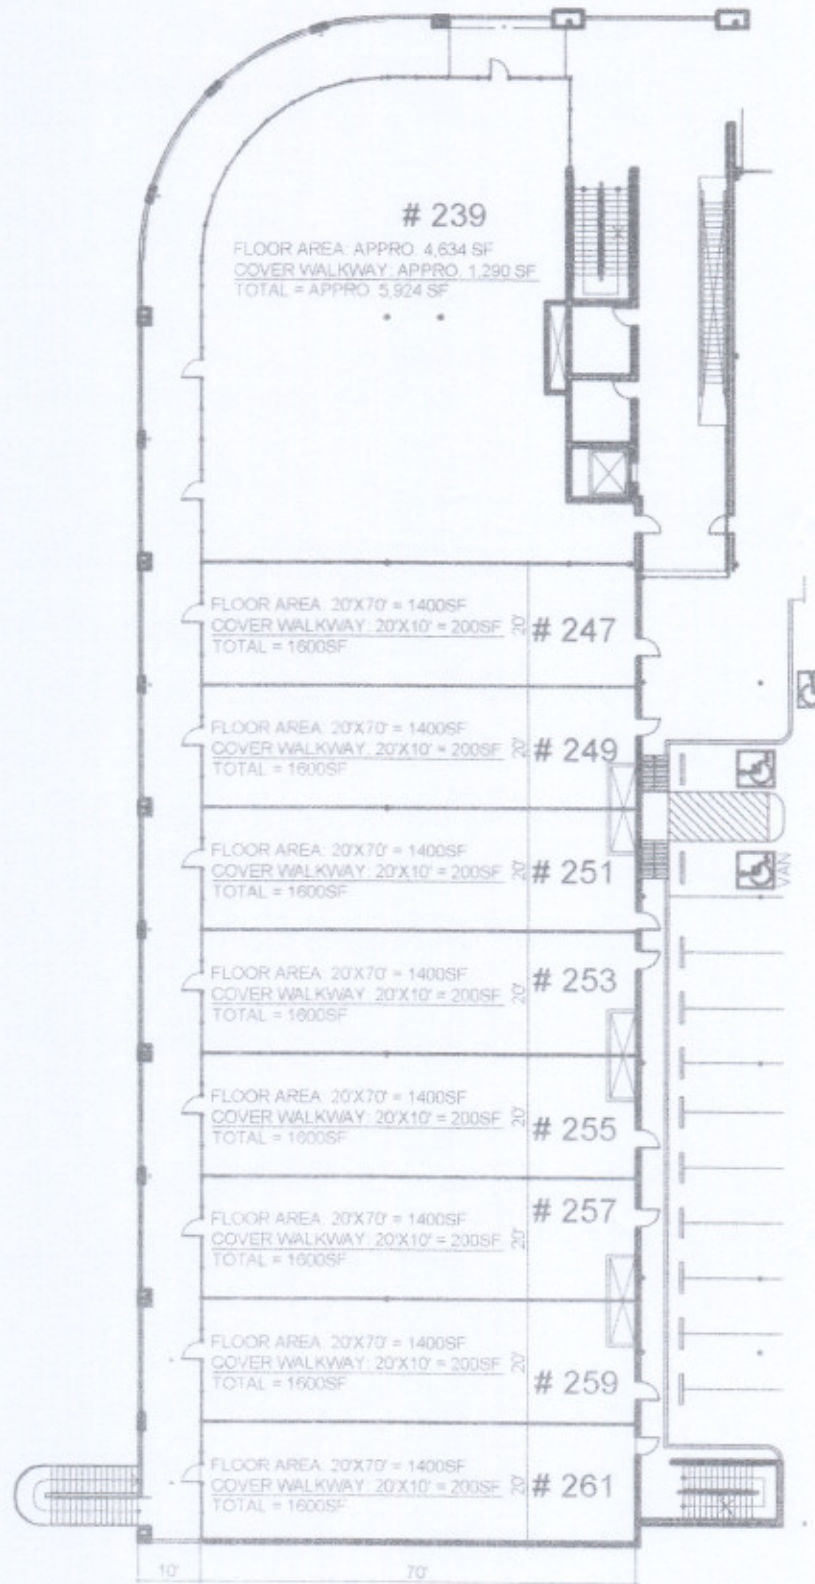 # 239
FLOOR AREA: APPRO. 4,634 SF
COVER WALKWAY: APPRO. 1,290 SF
TOTAL = APPRO. 5,924 SF
FLOOR AREA: 20'X70' = 1400SF
COVER WALKWAY: 20'X10' = 200SF
TOTAL = 1600SF
20'
# 247
FLOOR AREA: 20'X70' = 1400SF
COVER WALKWAY: 20'X10' = 200SF
TOTAL = 1600SF
20'
# 249
FLOOR AREA: 20'X70' = 1400SF
COVER WALKWAY: 20'X10' = 200SF
TOTAL = 1600SF
20'
# 251
VAN
FLOOR AREA: 20'X70' = 1400SF
COVER WALKWAY: 20'X10' = 200SF
TOTAL = 1600SF
20'
# 253
FLOOR AREA: 20'X70' = 1400SF
COVER WALKWAY: 20'X10' = 200SF
TOTAL = 1600SF
20'
# 255
FLOOR AREA: 20'X70' = 1400SF
COVER WALKWAY: 20'X10' = 200SF
TOTAL = 1600SF
20'
# 257
FLOOR AREA: 20'X70' = 1400SF
COVER WALKWAY: 20'X10' = 200SF
TOTAL = 1600SF
20'
# 259
FLOOR AREA: 20'X70' = 1400SF
COVER WALKWAY: 20'X10' = 200SF
TOTAL = 1600SF
20'
# 261
10'
70'